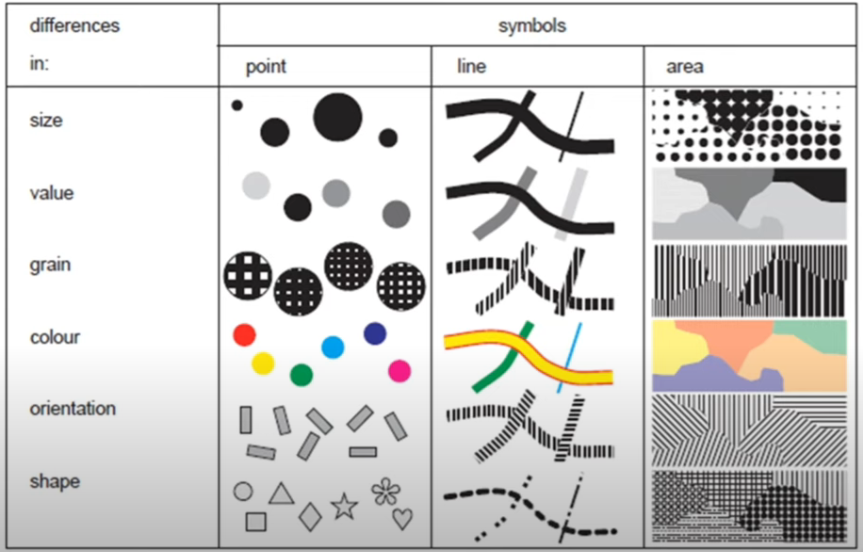 differences
in:
symbols
point
line
area
size
value
grain
colour
orientation
shape